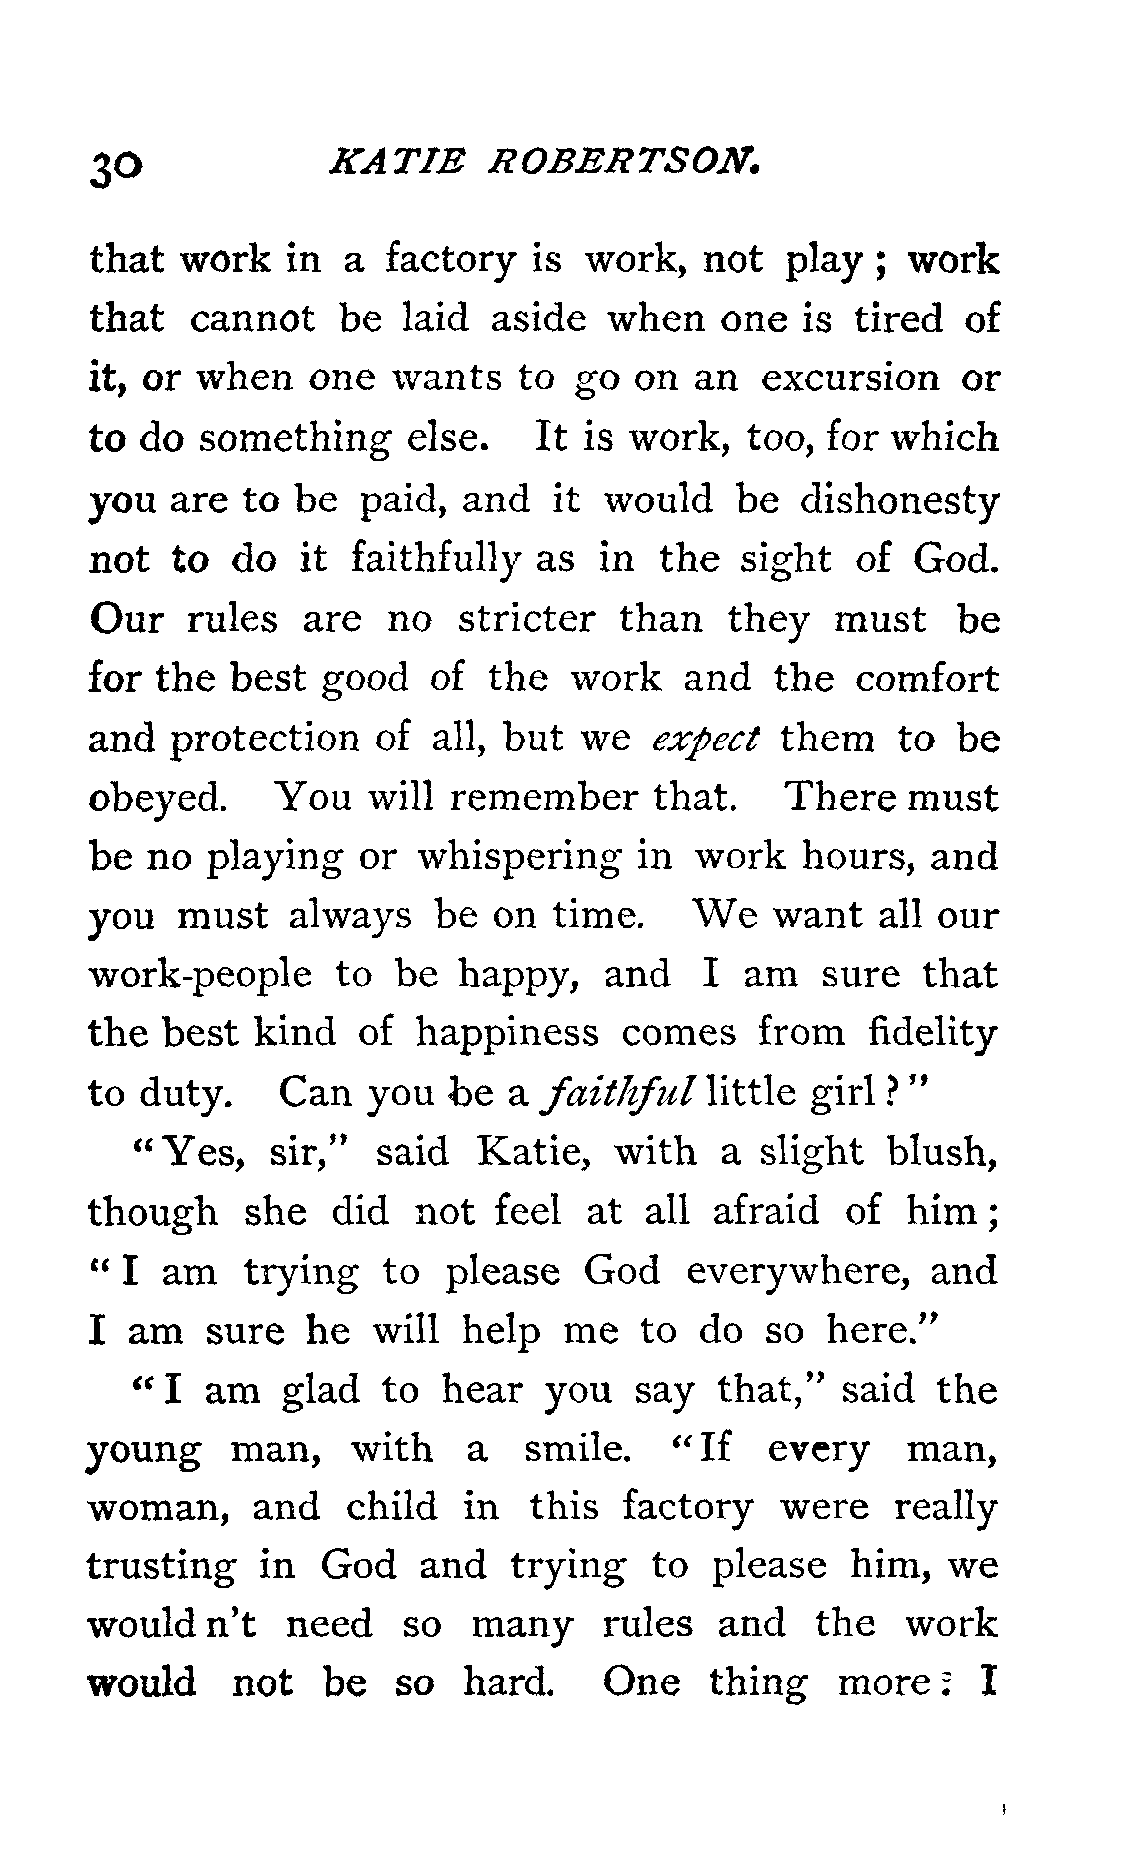 30 KATIE ROBERTSON.
that work in a factory is work, not play; work
that cannot be laid aside when one is tired of
it, or when one wants to go on an excursion or
to do something else. It is work, too, for which
you are to be paid, and it would be dishonesty
not to do it faithfully as in the sight of God.
Our rules are no stricter than they must be
for the best good of the work and the comfort
and protection of all, but we expect them to be
obeyed. You will remember that. There must
be no playing or whispering in work hours, and
you must always be on time. We want all our
work-people to be happy, and I am sure that
the best kind of happiness comes from fidelity
to duty. Can you be a faithful little girl?"
"Yes, sir," said Katie, with a slight blush,
though she did not feel at all afraid of him;
"I am trying to please God everywhere, and
I am sure he will help me to do so here."
"I am glad to hear you say that," said the
young man, with a smile. "If every man,
woman, and child in this factory were really
trusting in God and trying to please him, we
would n't need so many rules and the work
would not be so hard. One thing more: I